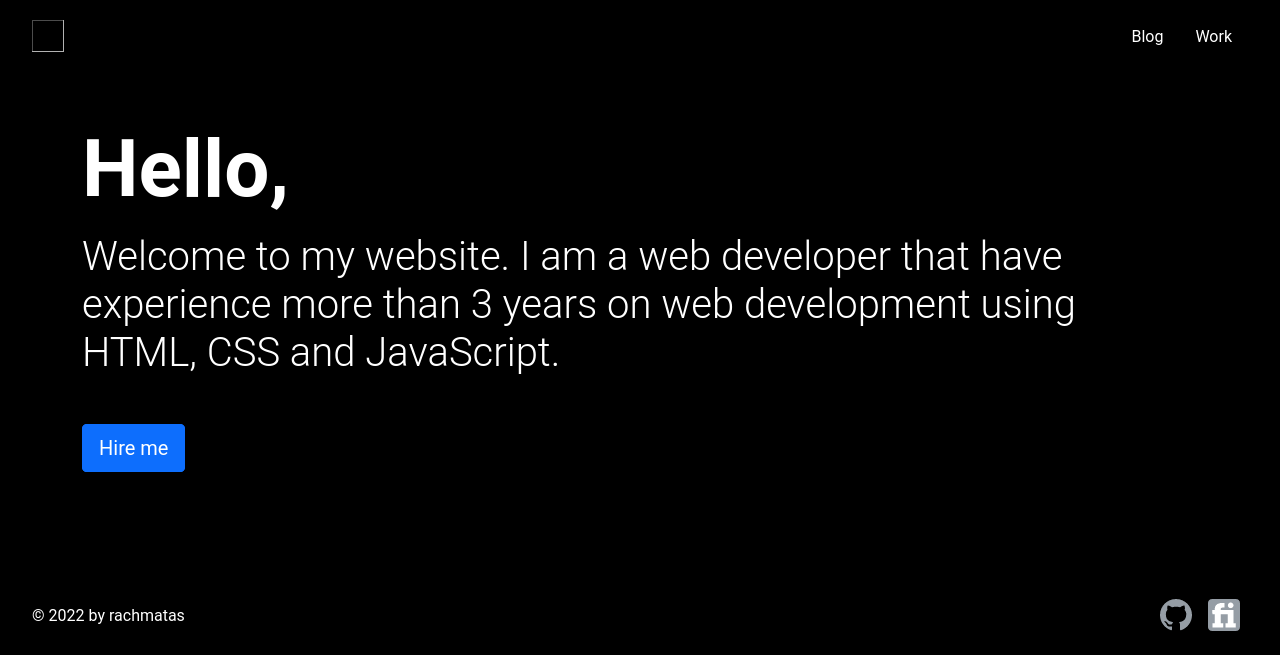 Blog Work
Hello,
Welcome to my website. I am a web developer that have
experience more than 3 years on web development using
HTML, CSS and JavaScript.
Hire me
© 2022 by rachmatas
fi